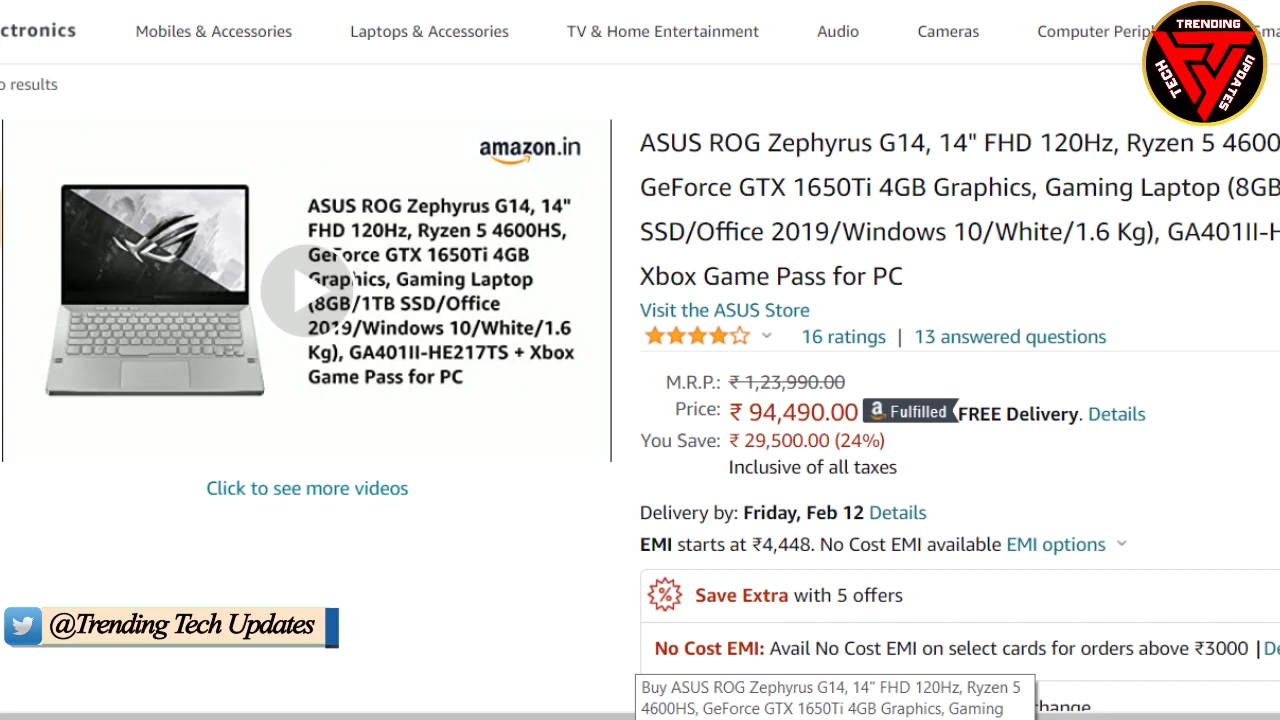 ctronics Mobiles & Accessories Laptops & Accessories TV & Home Entertainment Audio Cameras Computer Perip
TRENDING
TECH
UPDATES
o results
amazon.in
ASUS ROG Zephyrus G14, 14"
FHD 120Hz, Ryzen 5 4600HS,
GeForce GTX 1650Ti 4GB
Graphics, Gaming Laptop
(8GB/1TB SSD/Office
2019/Windows 10/White/1.6
Kg), GA401II-HE217TS + Xbox
Game Pass for PC
Click to see more videos
@Trending Tech Updates
ASUS ROG Zephyrus G14, 14" FHD 120Hz, Ryzen 5 4600
GeForce GTX 1650Ti 4GB Graphics, Gaming Laptop (8GB
SSD/Office 2019/Windows 10/White/1.6 Kg), GA401II-H
Xbox Game Pass for PC
Visit the ASUS Store
16 ratings | 13 answered questions
M.R.P.: ₹ 1,23,990.00
Price: ₹ 94,490.00 a Fulfilled FREE Delivery. Details
You Save: ₹ 29,500.00 (24%)
Inclusive of all taxes
Delivery by: Friday, Feb 12 Details
EMI starts at ₹4,448. No Cost EMI available EMI options
% Save Extra with 5 offers
No Cost EMI: Avail No Cost EMI on select cards for orders above ₹3000 | De
Buy ASUS ROG Zephyrus G14, 14" FHD 120Hz, Ryzen 5
4600HS, GeForce GTX 1650Ti 4GB Graphics, Gaming
change